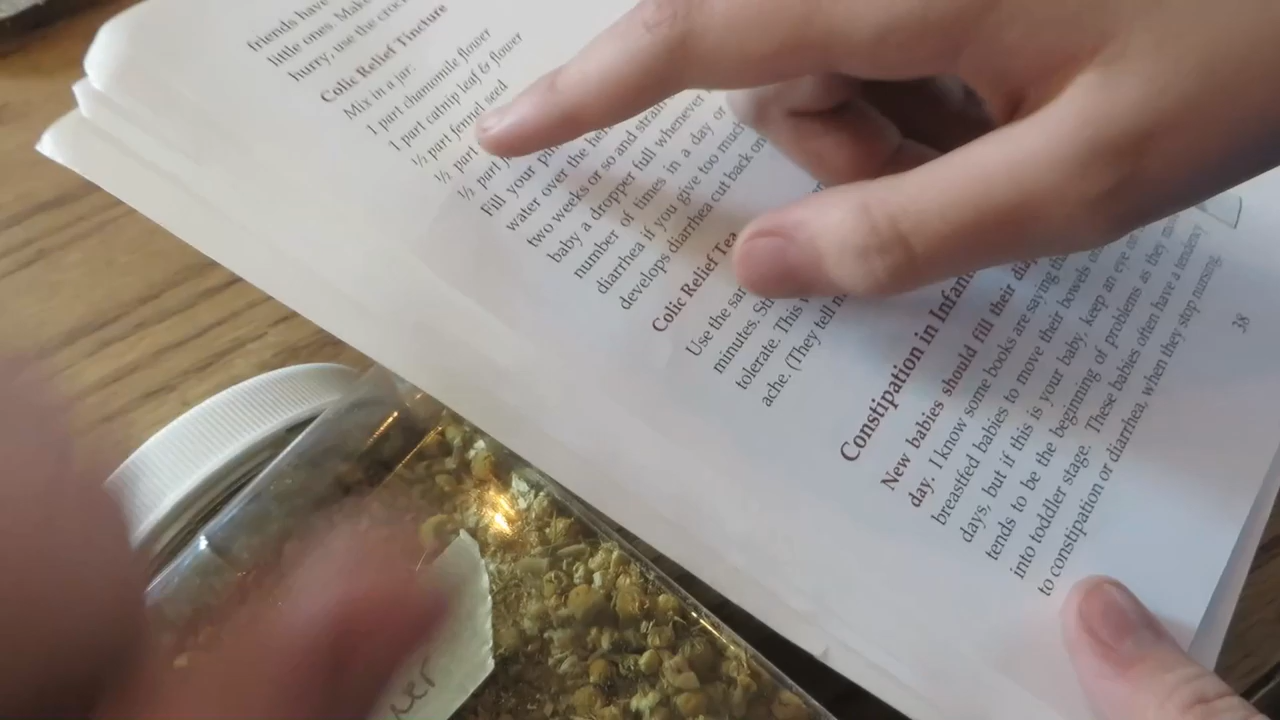 friends have
little ones. Make
hurry, use the croc
Colic Relief Tincture
Mix in a jar:
1 part chamomile flower
1 part catnip leaf & flower
½ part fennel seed
½ part
½ part
Fill your
water over the her
two weeks or so and strain
baby a dropper full whenever
number of times in a day or
diarrhea if you give too much
develops diarrhea cut back on
Colic Relief Tea
Use the sa
minutes. St
tolerate. This
ache. (They tell
Constipation in Infan
New babies should fill their di
day. I know some books are saying th
breastfed babies to move their bowels
days, but if this is your baby, keep an eye
tends to be the beginning of problems as they
into toddler stage. These babies often have a tendency
to constipation or diarrhea, when they stop nursing.
38